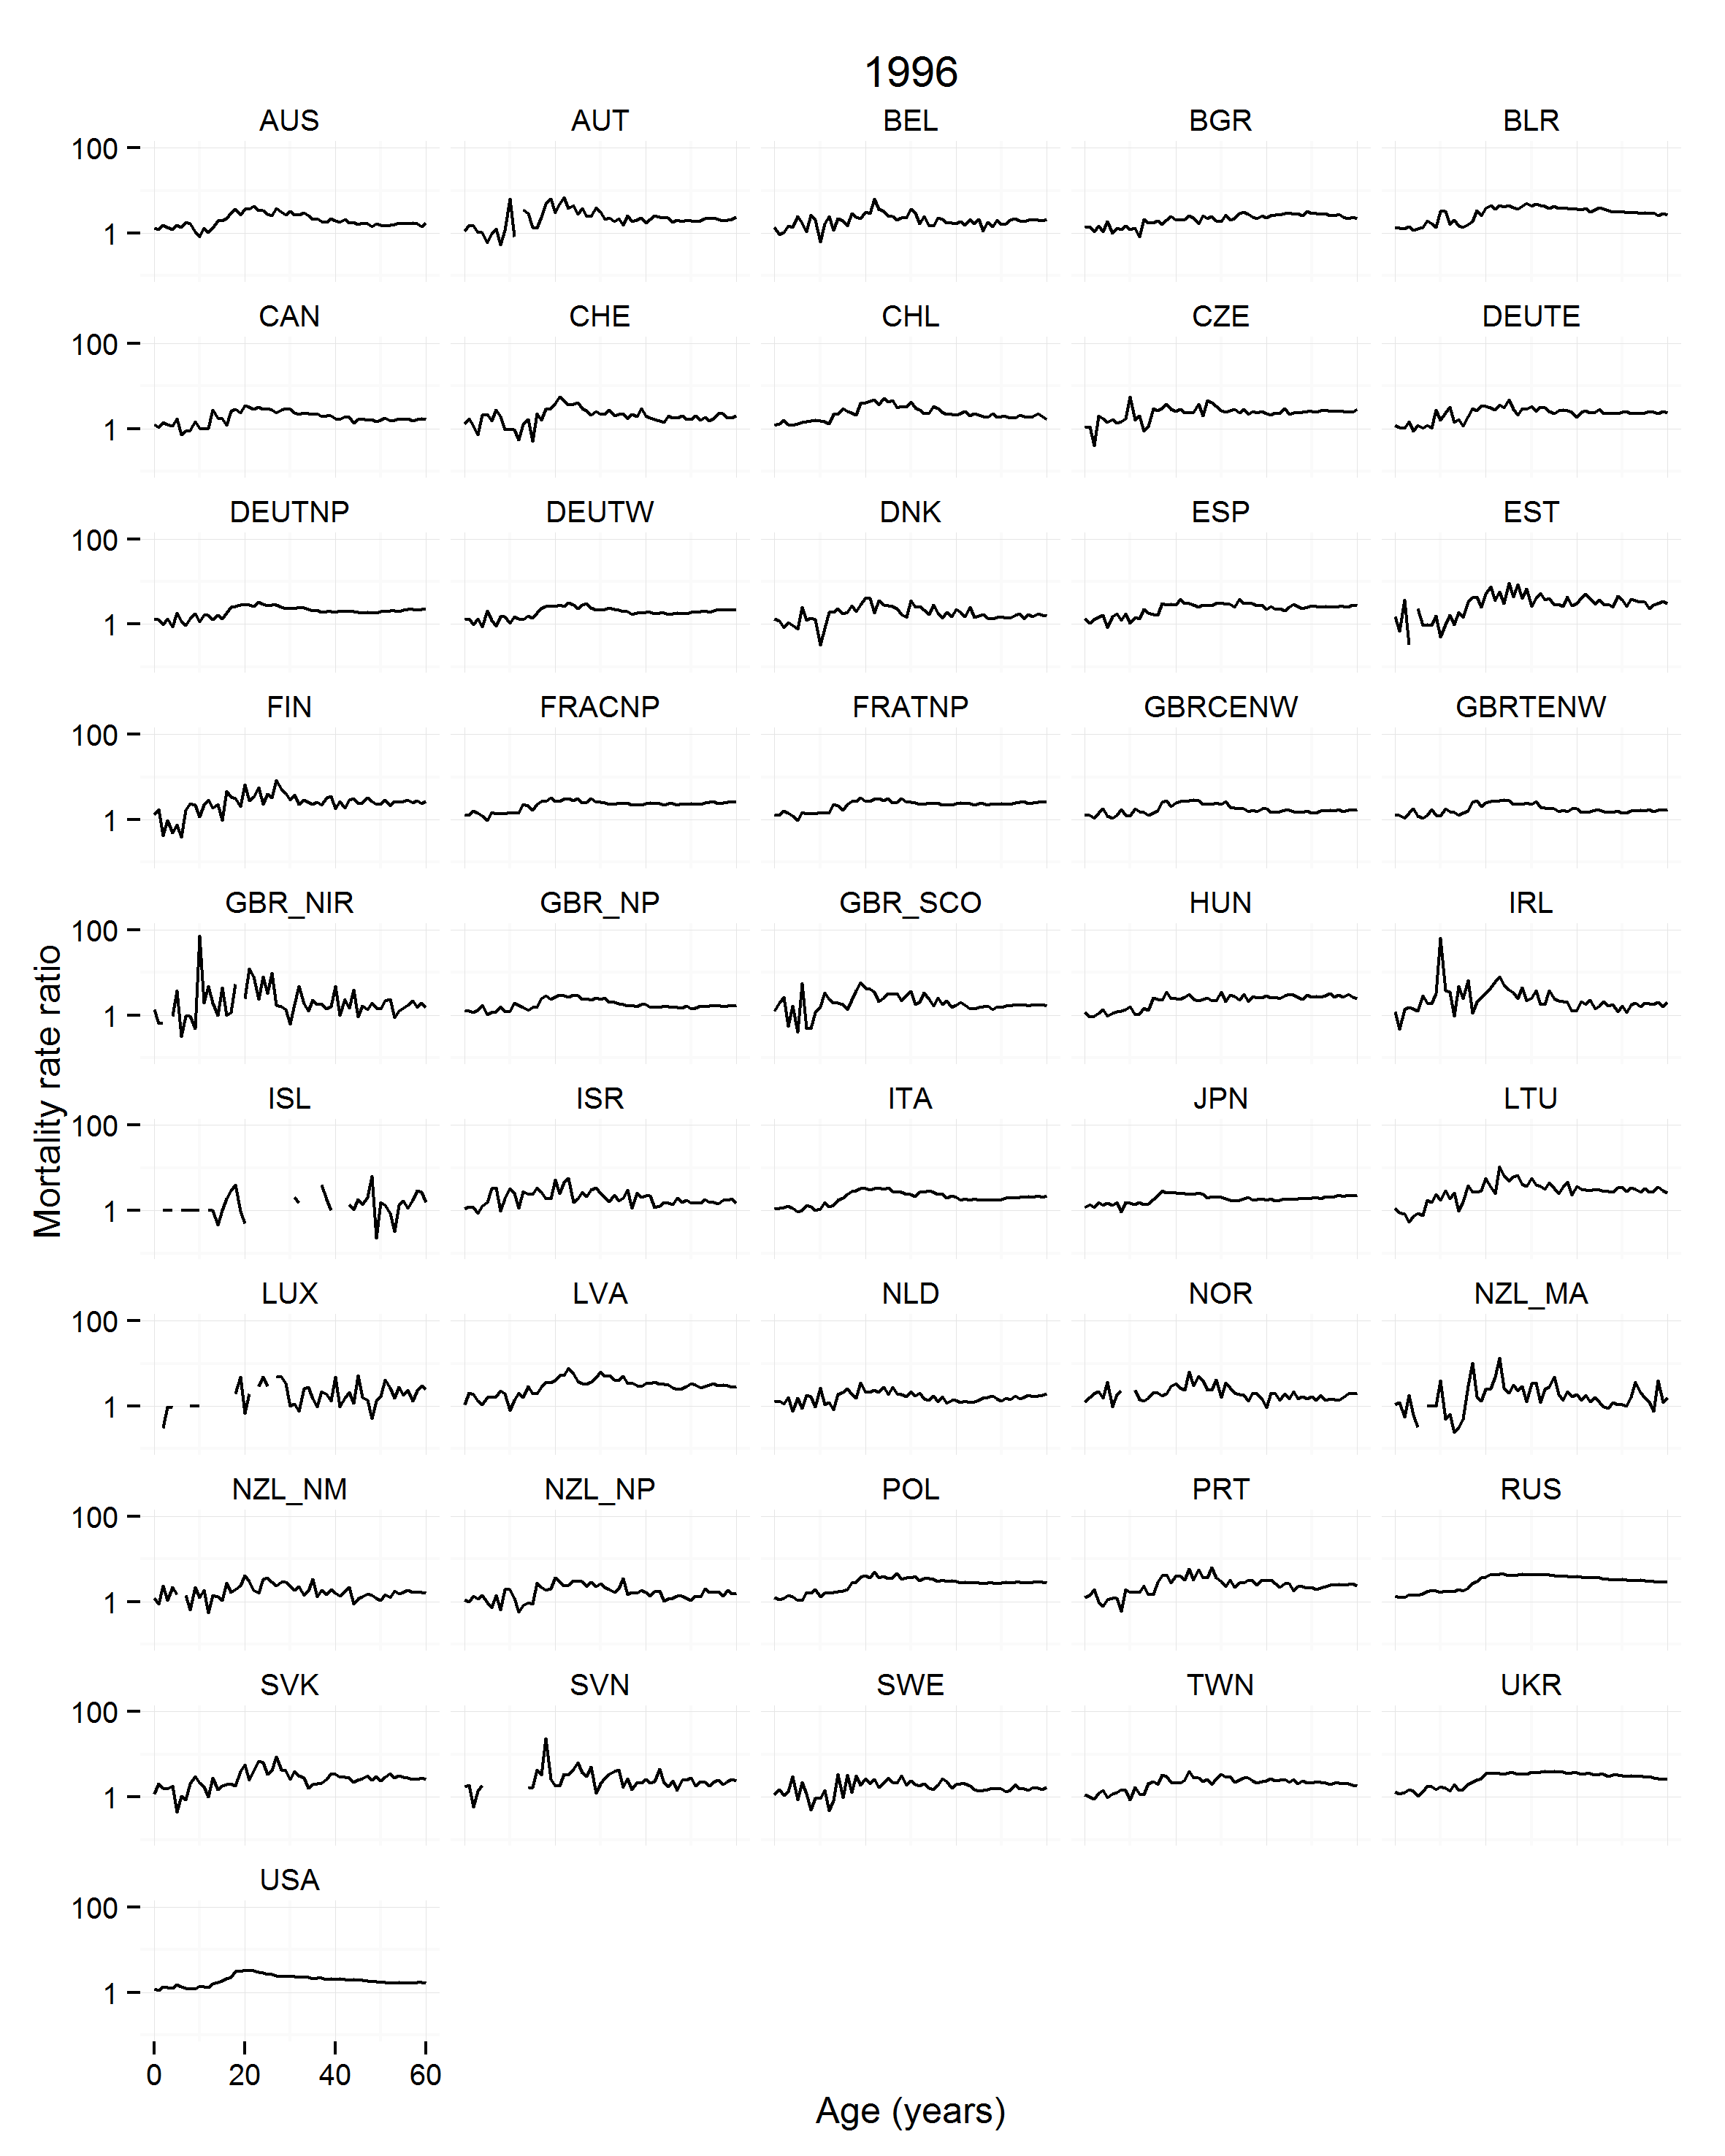 1996
AUS AUT BEL BGR BLR
100
1
CAN CHE CHL CZE DEUTE
100
1
DEUTNP DEUTW DNK ESP EST
100
1
FIN FRACNP FRATNP GBRCENW GBRTENW
100
1
GBR_NIR GBR_NP GBR_SCO HUN IRL
100
1
Mortality rate ratio
ISL ISR ITA JPN LTU
100
1
LUX LVA NLD NOR NZL_MA
100
1
NZL_NM NZL_NP POL PRT RUS
100
1
SVK SVN SWE TWN UKR
100
1
USA
100
1
0 20 40 60
Age (years)